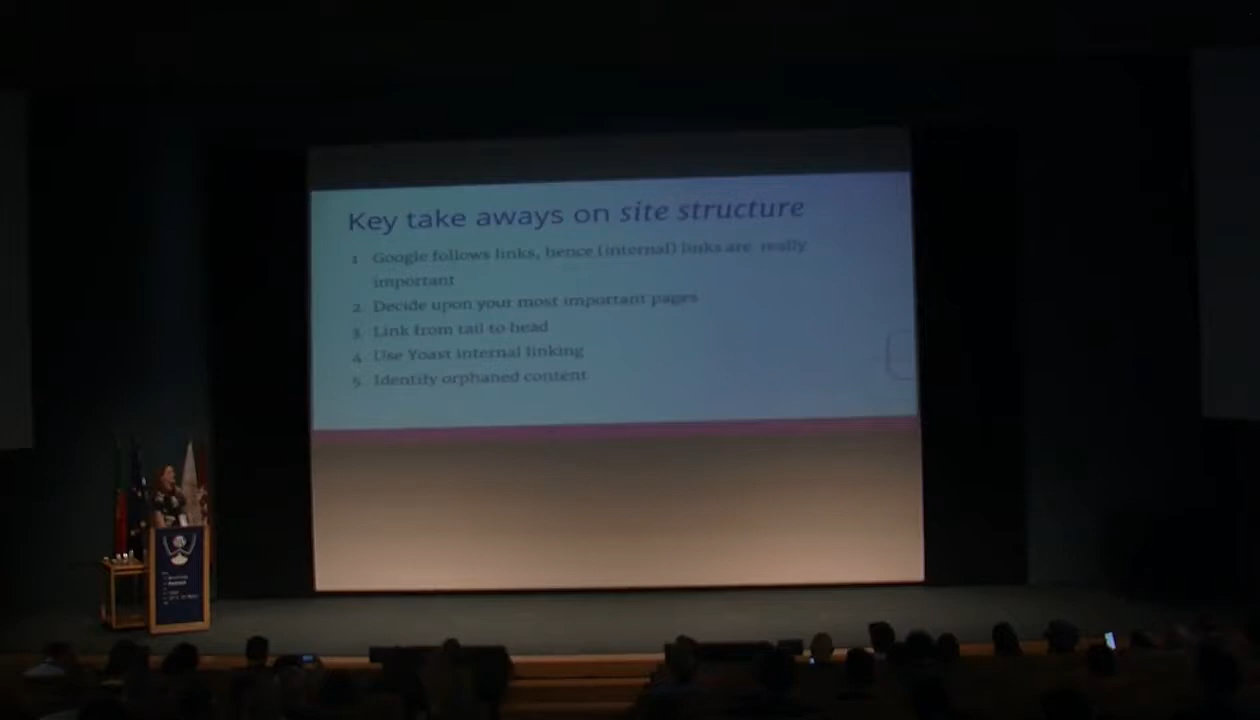 Key take aways on site structure
1 Google follows links, hence (internal) links are really
important
2 Decide upon your most important pages
3 Link from tail to head
4 Use Yoast internal linking
5 Identify orphaned content